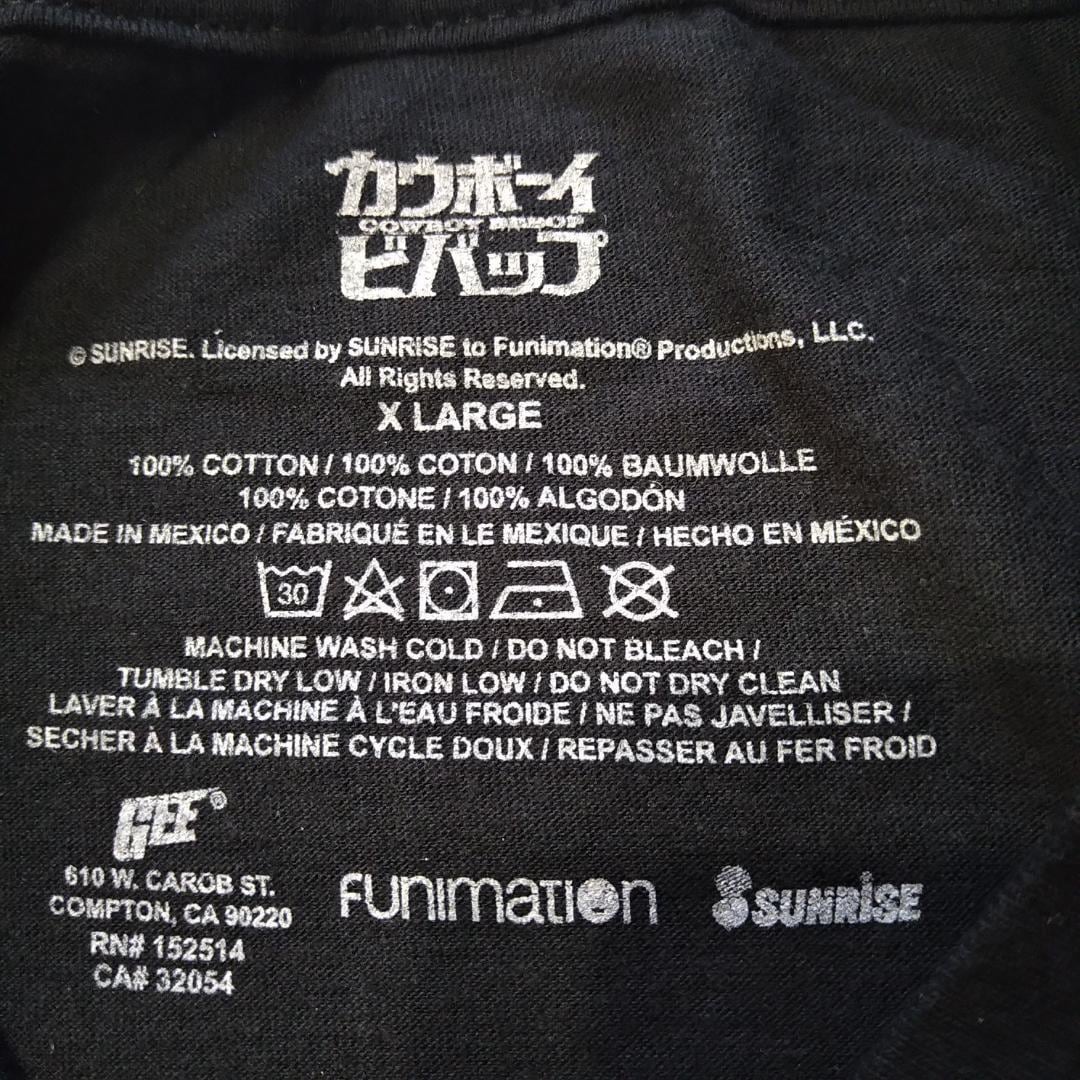 カウボーイ
COWBOY BEBOP
ビバップ
© SUNRISE. Licensed by SUNRISE to Funimation® Productions, LLC.
All Rights Reserved.
X LARGE
100% COTTON / 100% COTON / 100% BAUMWOLLE
100% COTONE / 100% ALGODÓN
MADE IN MEXICO / FABRIQUÉ EN LE MEXIQUE / HECHO EN MÉXICO
30
MACHINE WASH COLD / DO NOT BLEACH /
TUMBLE DRY LOW / IRON LOW / DO NOT DRY CLEAN
LAVER À LA MACHINE À L'EAU FROIDE / NE PAS JAVELLISER /
SECHER À LA MACHINE CYCLE DOUX / REPASSER AU FER FROID
GEE®
610 W. CAROB ST.
COMPTON, CA 90220
RN# 152514
CA# 32054
FUNIMATION
SUNRISE